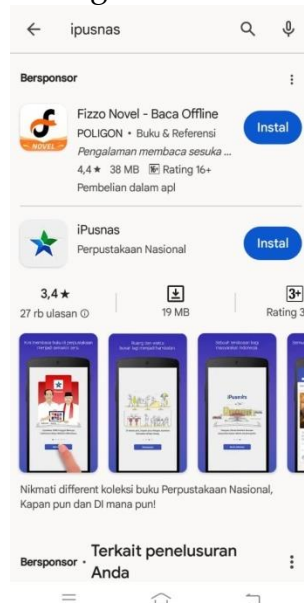 ipusnas
Bersponsor
Fizzo Novel - Baca Offline
POLIGON • Buku & Referensi
Pengalaman membaca sesuka ...
4,4★ 38 MB Rating 16+
Pembelian dalam apl
Instal
NOVEL
iPusnas
Perpustakaan Nasional
Instal
3,4★
27 rb ulasan
19 MB
3+
Rating 3
iPusnas
Nikmati different koleksi buku Perpustakaan Nasional,
Kapan pun dan DI mana pun!
Bersponsor · Terkait penelusuran
Anda